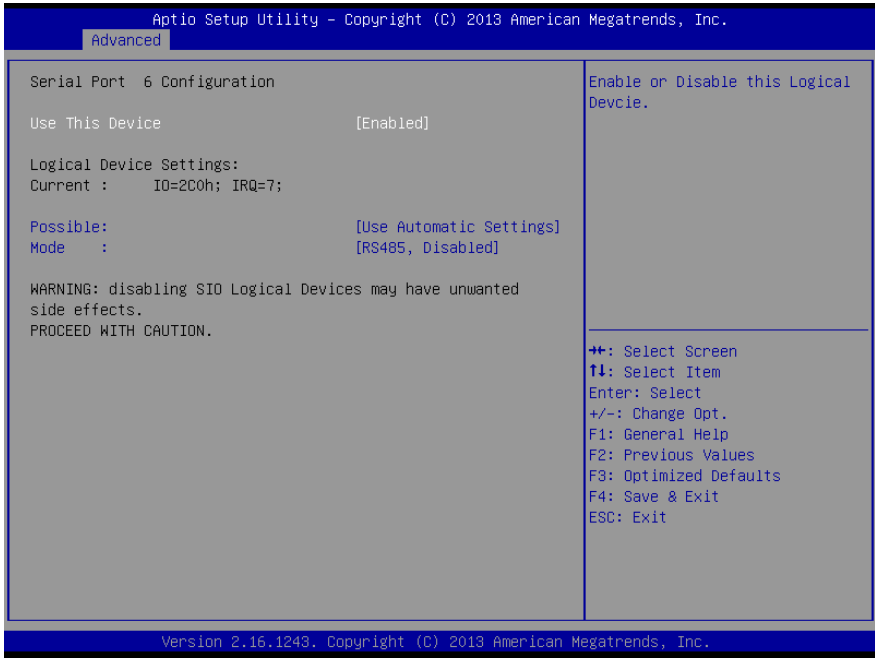 Aptio Setup Utility – Copyright (C) 2013 American Megatrends, Inc.
Advanced
Serial Port  6 Configuration
Use This Device [Enabled]
Logical Device Settings:
Current :  IO=2C0h; IRQ=7;
Possible: [Use Automatic Settings]
Mode  : [RS485, Disabled]
WARNING: disabling SIO Logical Devices may have unwanted
side effects.
PROCEED WITH CAUTION.
Enable or Disable this Logical
Devcie.
→←: Select Screen
↑↓: Select Item
Enter: Select
+/-: Change Opt.
F1: General Help
F2: Previous Values
F3: Optimized Defaults
F4: Save & Exit
ESC: Exit
Version 2.16.1243. Copyright (C) 2013 American Megatrends, Inc.